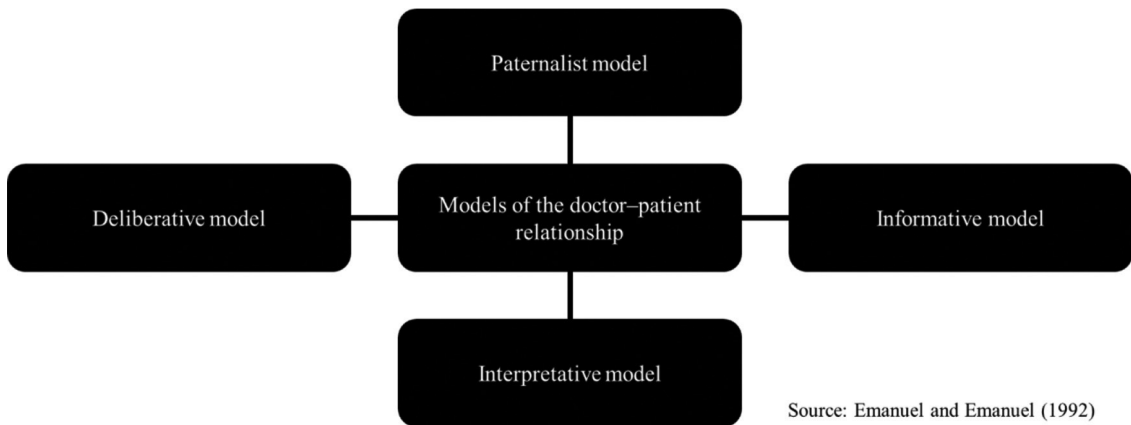 Paternalist model
Deliberative model
Models of the doctor–patient
relationship
Informative model
Interpretative model
Source: Emanuel and Emanuel (1992)